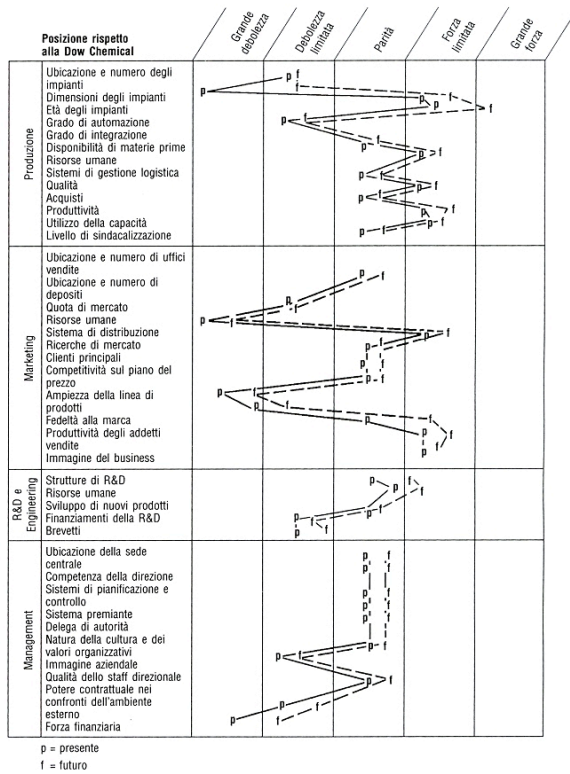 Posizione rispetto
alla Dow Chemical
Grande
debolezza
Debolezza
limitata
Parità
Forza
limitata
Grande
forza
Produzione
Ubicazione e numero degli
impianti
Dimensioni degli impianti
Età degli impianti
Grado di automazione
Grado di integrazione
Disponibilità di materie prime
Risorse umane
Sistemi di gestione logistica
Qualità
Acquisti
Produttività
Utilizzo della capacità
Livello di sindacalizzazione
Marketing
Ubicazione e numero di uffici
vendite
Ubicazione e numero di
depositi
Quota di mercato
Risorse umane
Sistema di distribuzione
Ricerche di mercato
Clienti principali
Competitività sul piano del
prezzo
Ampiezza della linea di
prodotti
Fedeltà alla marca
Produttività degli addetti
vendite
Immagine del business
R&D e
Engineering
Strutture di R&D
Risorse umane
Sviluppo di nuovi prodotti
Finanziamenti della R&D
Brevetti
Management
Ubicazione della sede
centrale
Competenza della direzione
Sistemi di pianificazione e
controllo
Sistema premiante
Delega di autorità
Natura della cultura e dei
valori organizzativi
Immagine aziendale
Qualità dello staff direzionale
Potere contrattuale nei
confronti dell'ambiente
esterno
Forza finanziaria
p = presente
f = futuro